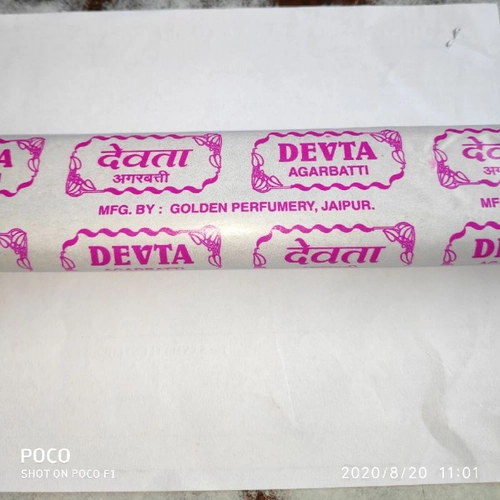 देवता
अगरबत्ती
DEVTA
AGARBATTI
MFG. BY : GOLDEN PERFUMERY, JAIPUR.
DEVTA
AGARBATTI
देवता
POCO
SHOT ON POCO F1
2020/8/20 11:01